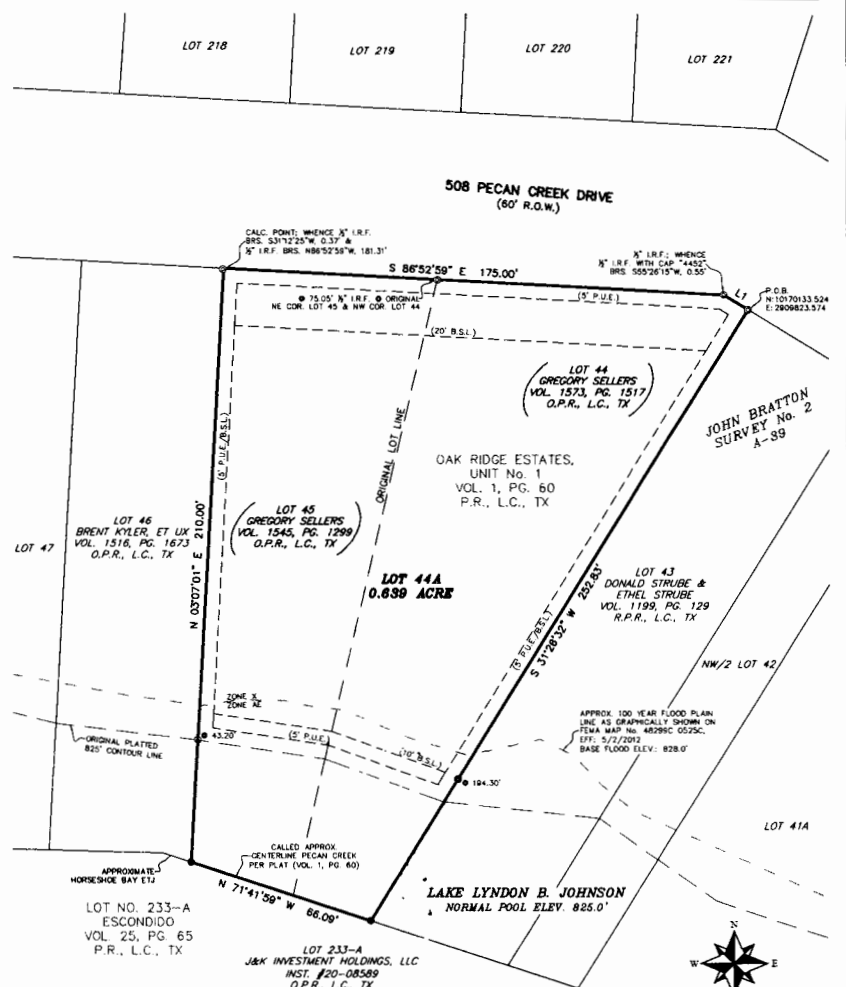 LOT 218
LOT 219
LOT 220
LOT 221
508 PECAN CREEK DRIVE
(60' R.O.W.)
CALC. POINT; WHENCE ½" I.R.F.
BRS. S31°12'25"W, 0.37' &
½" I.R.F. BRS. N86°52'59"W, 181.31'
S 86°52'59" E 175.00'
½" I.R.F.; WHENCE
½" I.R.F. WITH CAP "4452"
BRS. S55°26'15"W, 0.55'
L1
P.O.B.
N: 10170133.524
E: 2909823.574
@ 75.05' ½" I.R.F. @ ORIGINAL
NE COR. LOT 45 & NW COR. LOT 44
(5' P.U.E.)
(20' B.S.L.)
LOT 44
GREGORY SELLERS
VOL. 1573, PG. 1517
O.P.R., L.C., TX
JOHN BRATTON
SURVEY No. 2
A-39
ORIGINAL LOT LINE
(5' P.U.E/B.S.L)
OAK RIDGE ESTATES,
UNIT No. 1
VOL. 1, PG. 60
P.R., L.C., TX
LOT 47
LOT 46
BRENT KYLER, ET UX
VOL. 1516, PG. 1673
O.P.R., L.C., TX
N 03°07'01" E 210.00'
LOT 45
GREGORY SELLERS
VOL. 1545, PG. 1299
O.P.R., L.C., TX
LOT 44A
0.639 ACRE
S 31°28'32" W 252.83'
(5' P.U.E/B.S.L)
LOT 43
DONALD STRUBE &
ETHEL STRUBE
VOL. 1199, PG. 129
R.P.R., L.C., TX
NW/2 LOT 42
ZONE X
ZONE AE
APPROX. 100 YEAR FLOOD PLAIN
LINE AS GRAPHICALLY SHOWN ON
FEMA MAP No. 48299C 0525C,
EFF: 5/2/2012
BASE FLOOD ELEV.: 828.0'
ORIGINAL PLATTED
825' CONTOUR LINE
@ 43.20'
(5' P.U.E.)
(10' B.S.L)
@ 194.30'
LOT 41A
CALLED APPROX.
CENTERLINE PECAN CREEK
PER PLAT (VOL. 1, PG. 60)
APPROXIMATE
HORSESHOE BAY ETJ
N 71°41'59" W 66.09'
LAKE LYNDON B. JOHNSON
NORMAL POOL ELEV. 825.0'
LOT NO. 233-A
ESCONDIDO
VOL. 25, PG. 65
P.R., L.C., TX
LOT 233-A
J&K INVESTMENT HOLDINGS, LLC
INST. #20-08589
O.P.R., L.C., TX
N
W
E